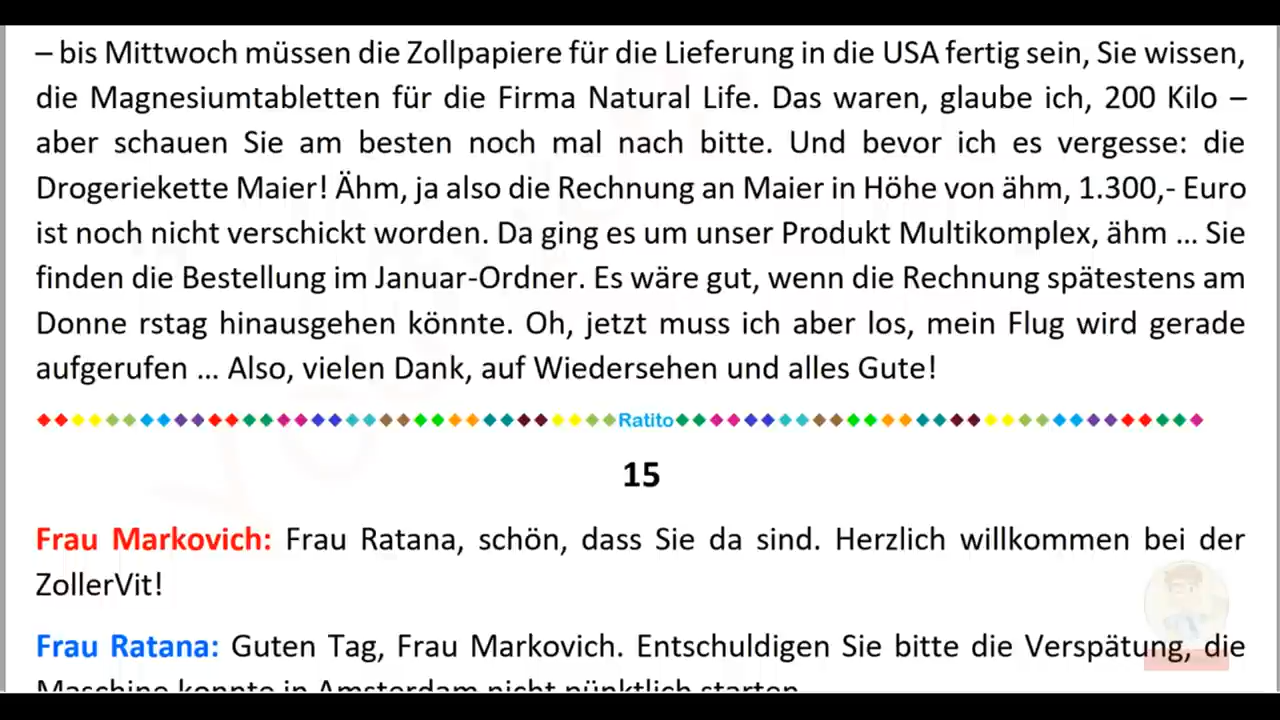 – bis Mittwoch müssen die Zollpapiere für die Lieferung in die USA fertig sein, Sie wissen,
die Magnesiumtabletten für die Firma Natural Life. Das waren, glaube ich, 200 Kilo –
aber schauen Sie am besten noch mal nach bitte. Und bevor ich es vergesse: die
Drogeriekette Maier! Ähm, ja also die Rechnung an Maier in Höhe von ähm, 1.300,- Euro
ist noch nicht verschickt worden. Da ging es um unser Produkt Multikomplex, ähm ... Sie
finden die Bestellung im Januar-Ordner. Es wäre gut, wenn die Rechnung spätestens am
Donne rstag hinausgehen könnte. Oh, jetzt muss ich aber los, mein Flug wird gerade
aufgerufen ... Also, vielen Dank, auf Wiedersehen und alles Gute!
Ratito
15
Frau Markovich: Frau Ratana, schön, dass Sie da sind. Herzlich willkommen bei der
ZollerVit!
Frau Ratana: Guten Tag, Frau Markovich. Entschuldigen Sie bitte die Verspätung, die
Maschine konnte in Amsterdam nicht pünktlich starten.